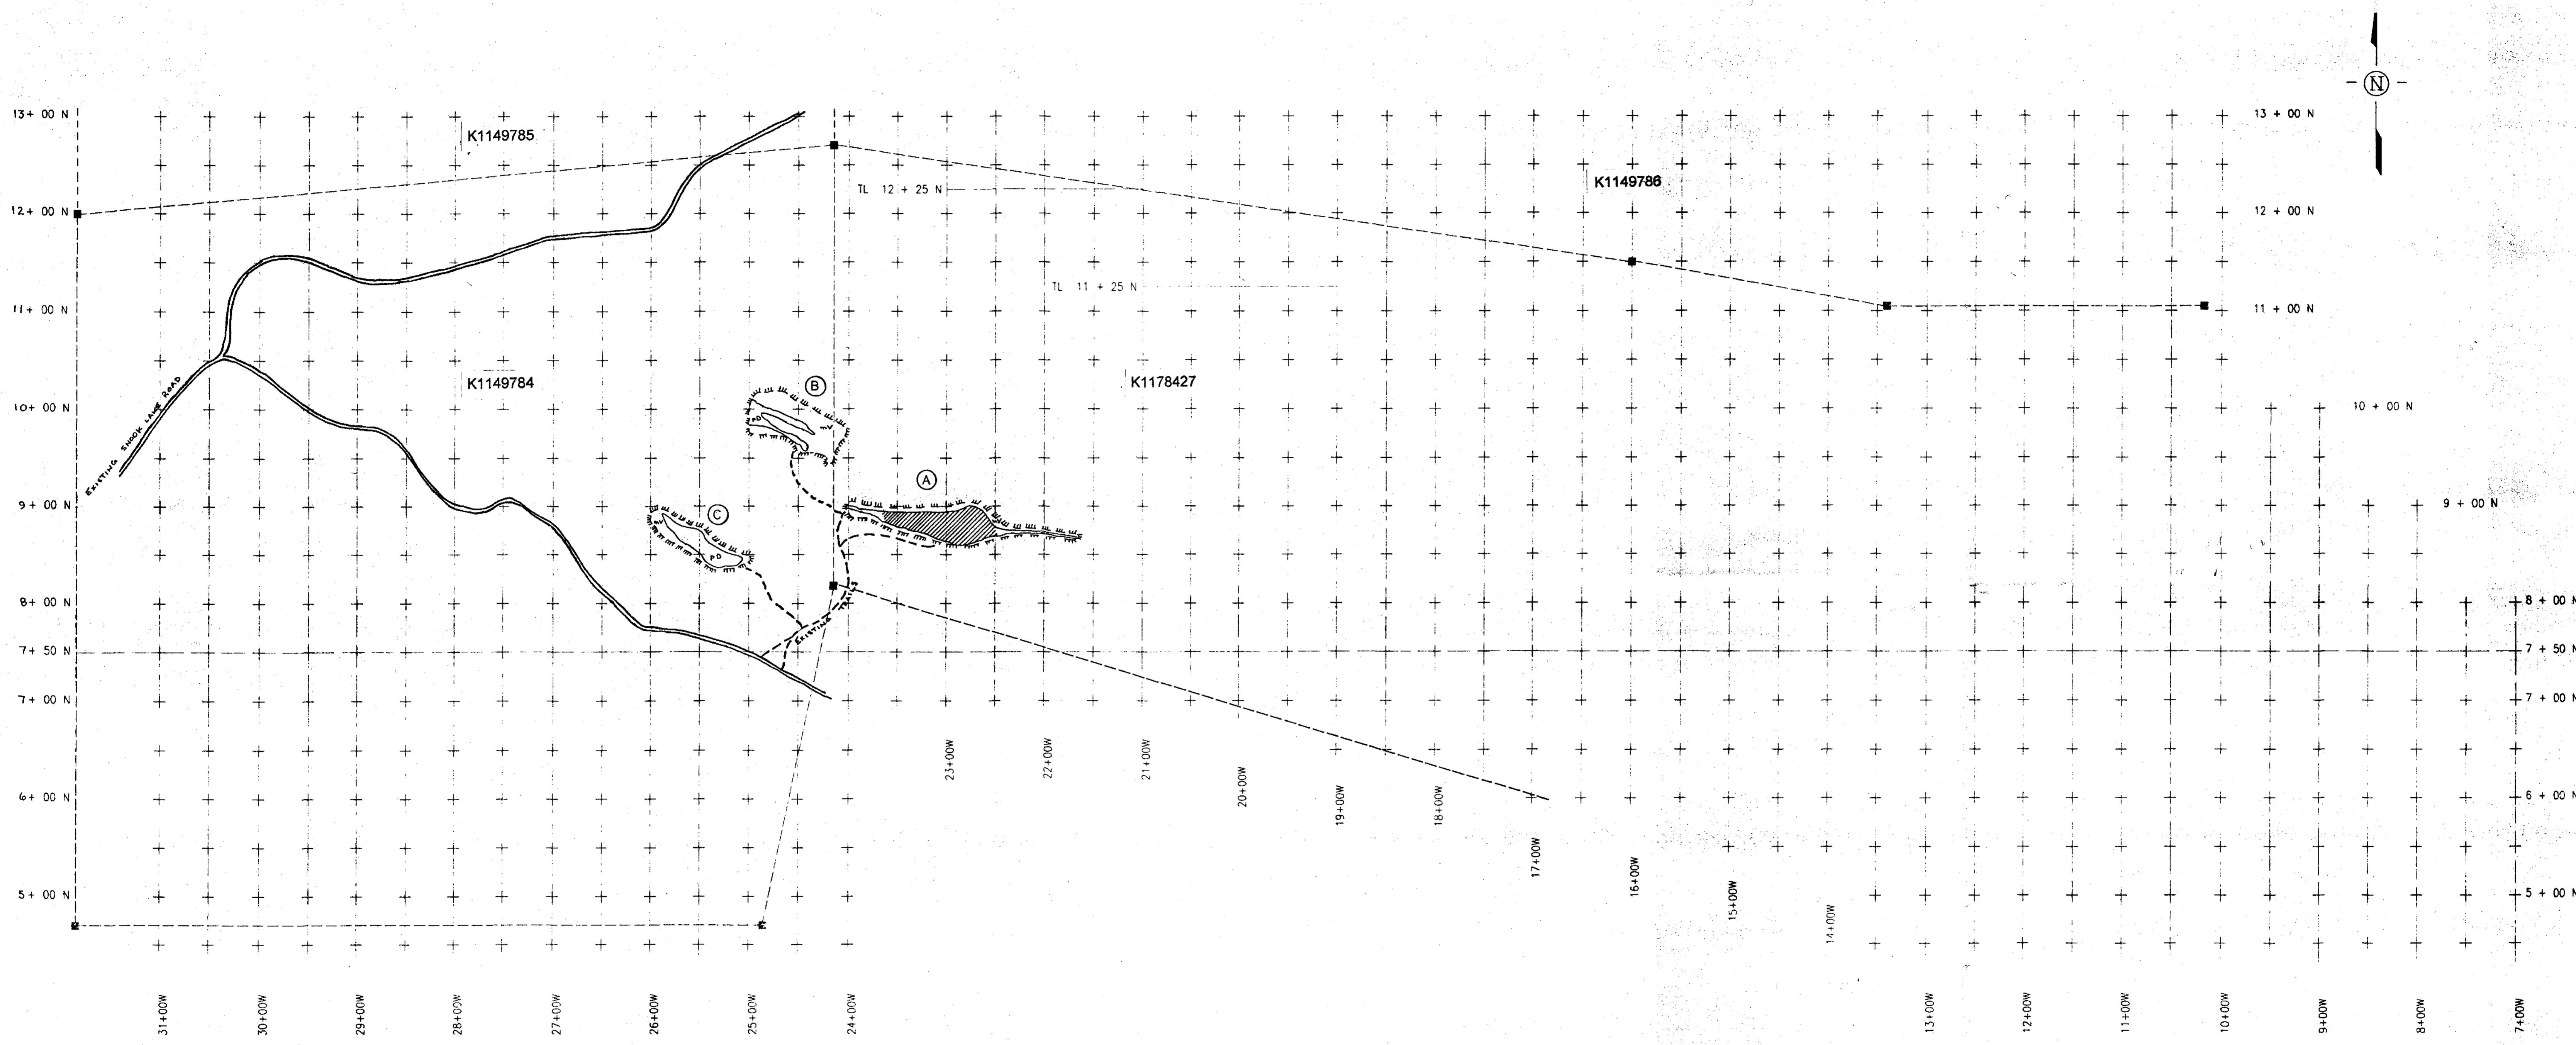 N
13+ 00 N
13 + 00 N
K1149785
K1149786
TL 12 + 25 N
12+ 00 N
12 + 00 N
TL 11 + 25 N
11+ 00 N
11 + 00 N
EXISTING SNOOK LAKE ROAD
K1149784
B
K1178427
10+ 00 N
10 + 00 N
PD
A
9+ 00 N
9 + 00 N
C
PD
8+ 00 N
8 + 00 N
EXISTING TRAILS
7+ 50 N
7 + 50 N
7+ 00 N
7 + 00 N
23+00W
22+00W
21+00W
20+00W
19+00W
18+00W
6+ 00 N
6 + 00 N
17+00W
16+00W
15+00W
14+00W
5+ 00 N
5 + 00 N
31+00W
30+00W
29+00W
28+00W
27+00W
26+00W
25+00W
24+00W
13+00W
12+00W
11+00W
10+00W
9+00W
8+00W
7+00W